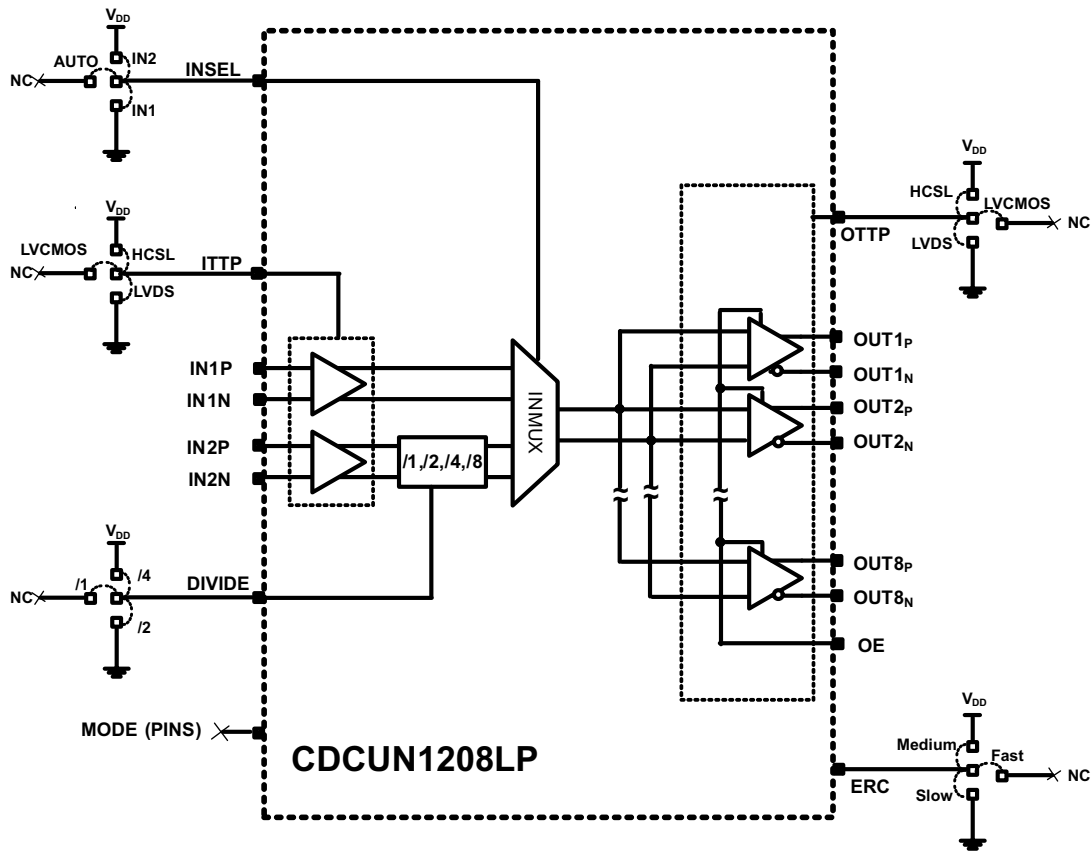 VDD
AUTO
IN2
NC
IN1
INSEL
VDD
LVCMOS
HCSL
NC
LVDS
ITTP
IN1P
IN1N
IN2P
IN2N
/1,/2,/4,/8
INMUX
VDD
/1
/4
NC
/2
DIVIDE
MODE (PINS)
CDCUN1208LP
VDD
HCSL
LVCMOS
NC
LVDS
OTTP
OUT1P
OUT1N
OUT2P
OUT2N
OUT8P
OUT8N
OE
VDD
Medium
Fast
NC
Slow
ERC